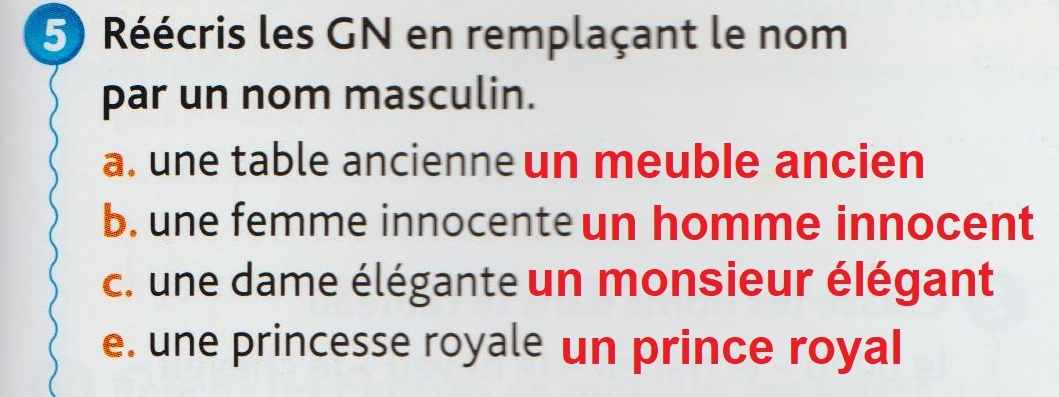 5 Réécris les GN en remplaçant le nom
par un nom masculin.
a. une table ancienne un meuble ancien
b. une femme innocente un homme innocent
c. une dame élégante un monsieur élégant
e. une princesse royale un prince royal